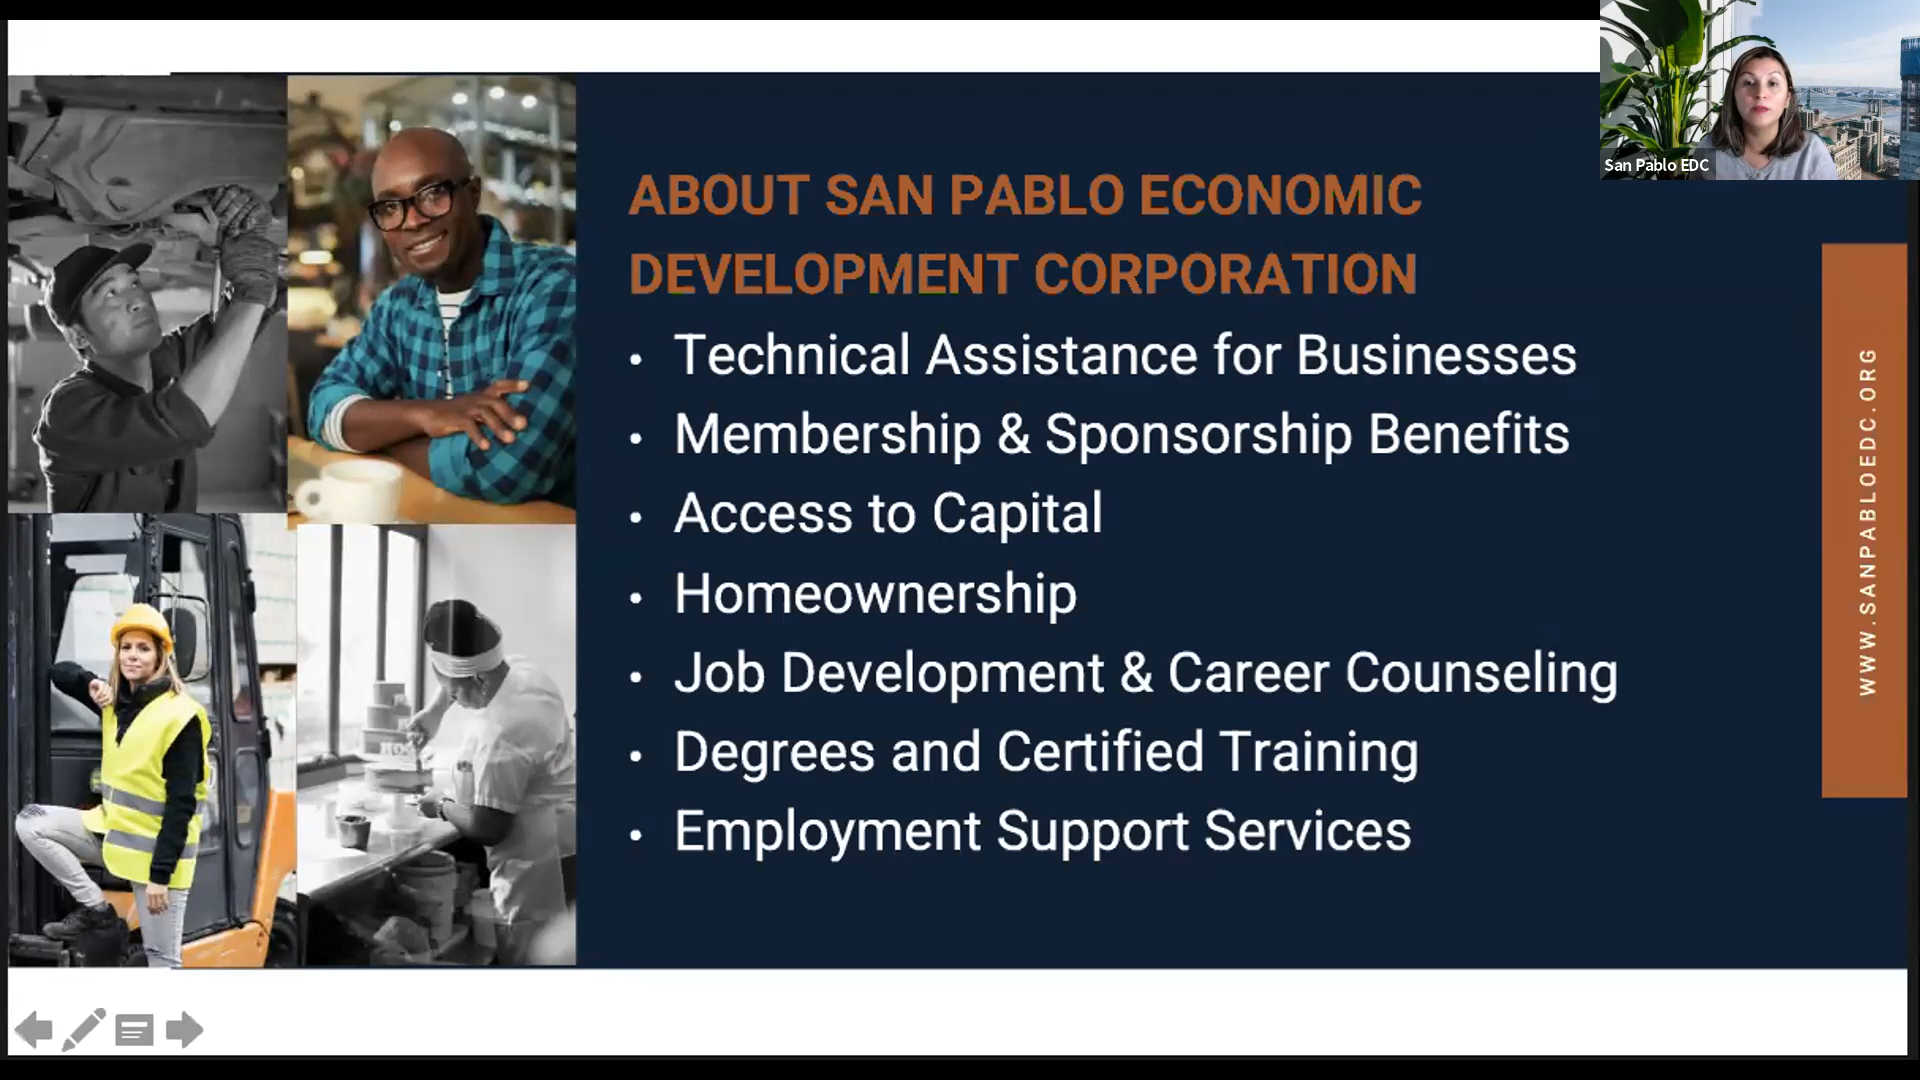 San Pablo EDC
ABOUT SAN PABLO ECONOMIC
DEVELOPMENT CORPORATION
• Technical Assistance for Businesses
• Membership & Sponsorship Benefits
• Access to Capital
• Homeownership
• Job Development & Career Counseling
• Degrees and Certified Training
• Employment Support Services
WWW.SANPABLOEDC.ORG